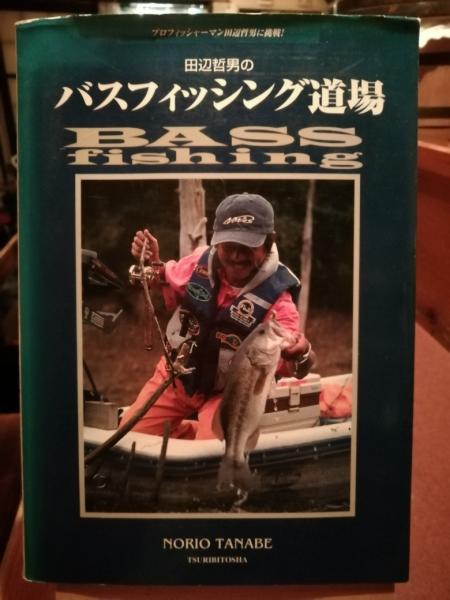 プロフィッシャーマン田辺哲男に挑戦!
田辺哲男の
バスフィッシング道場
BASS
fishing
NORIO TANABE
TSURIBITOSHA